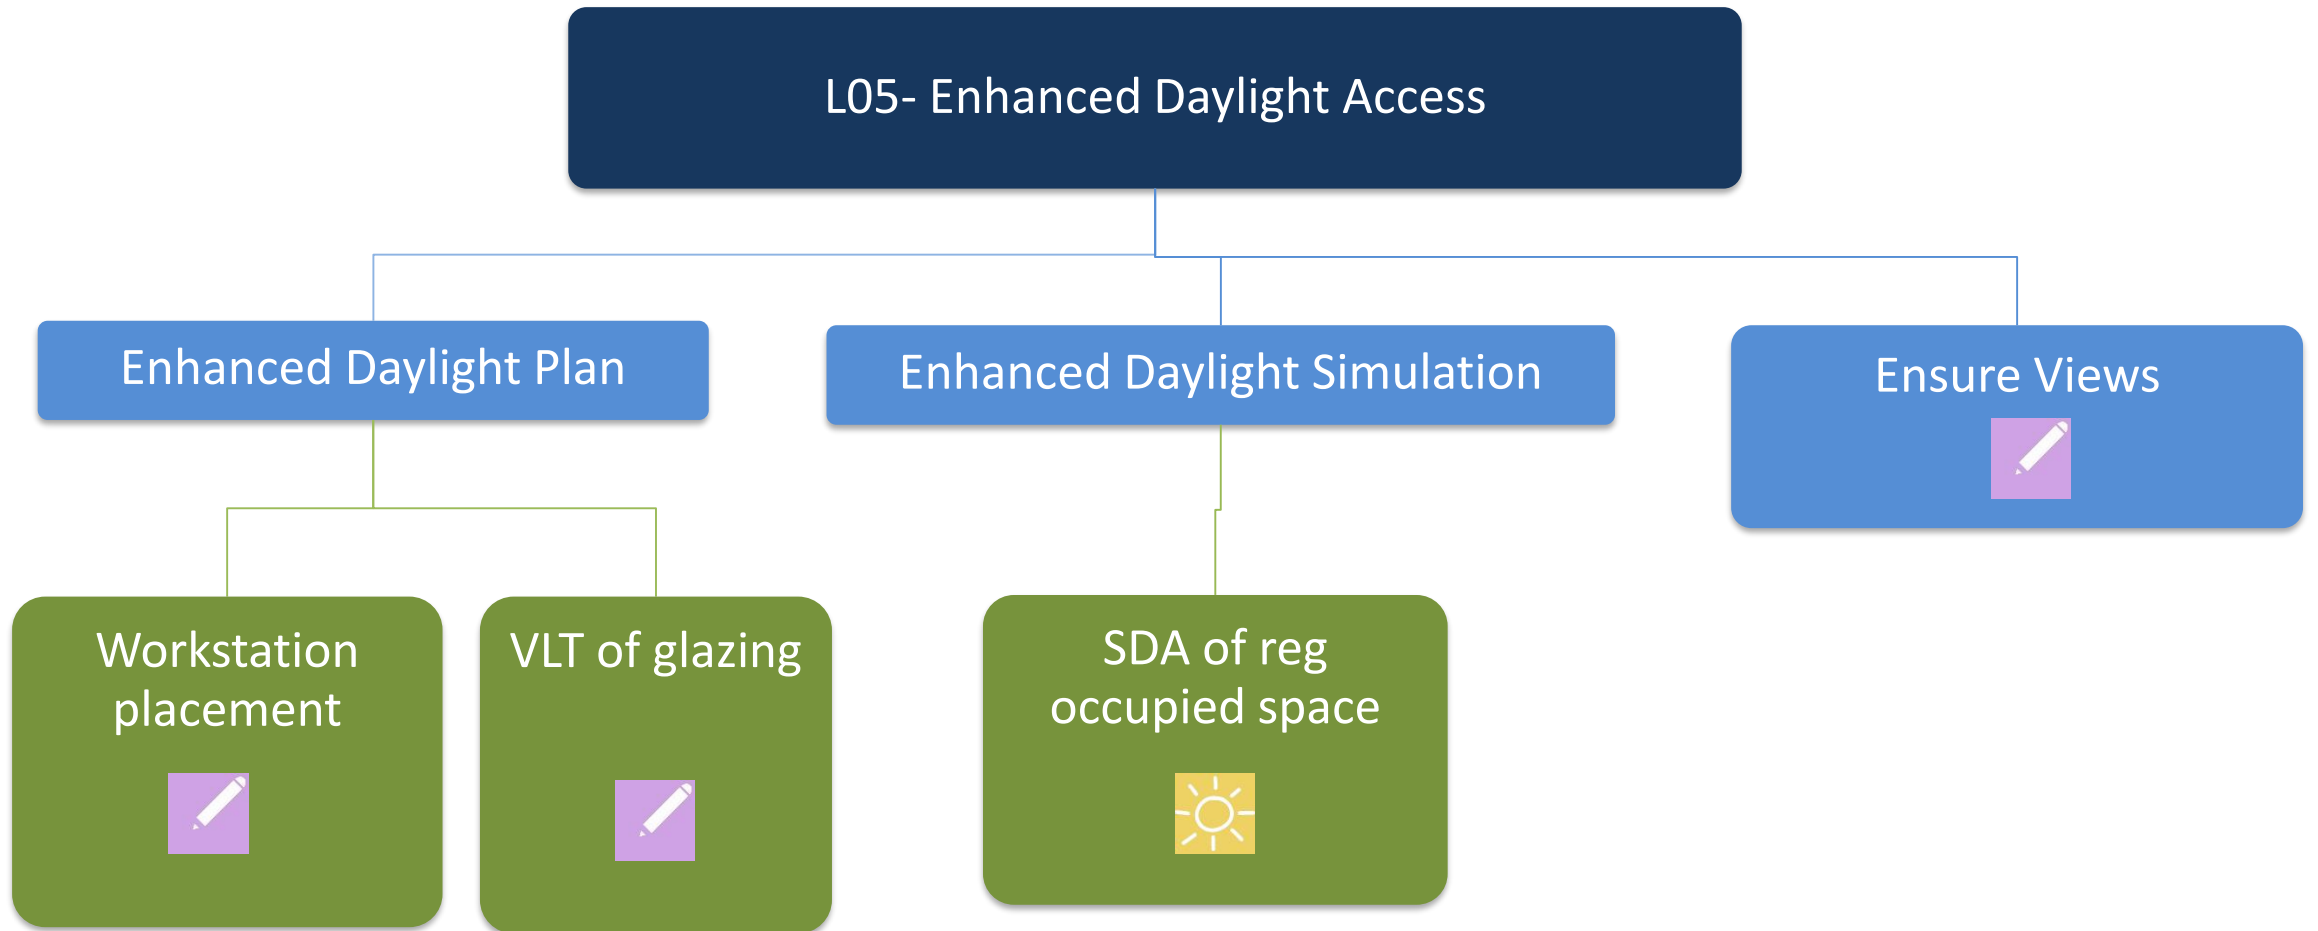 L05- Enhanced Daylight Access
Enhanced Daylight Plan
Enhanced Daylight Simulation
Ensure Views
Workstation
placement
VLT of glazing
SDA of reg
occupied space